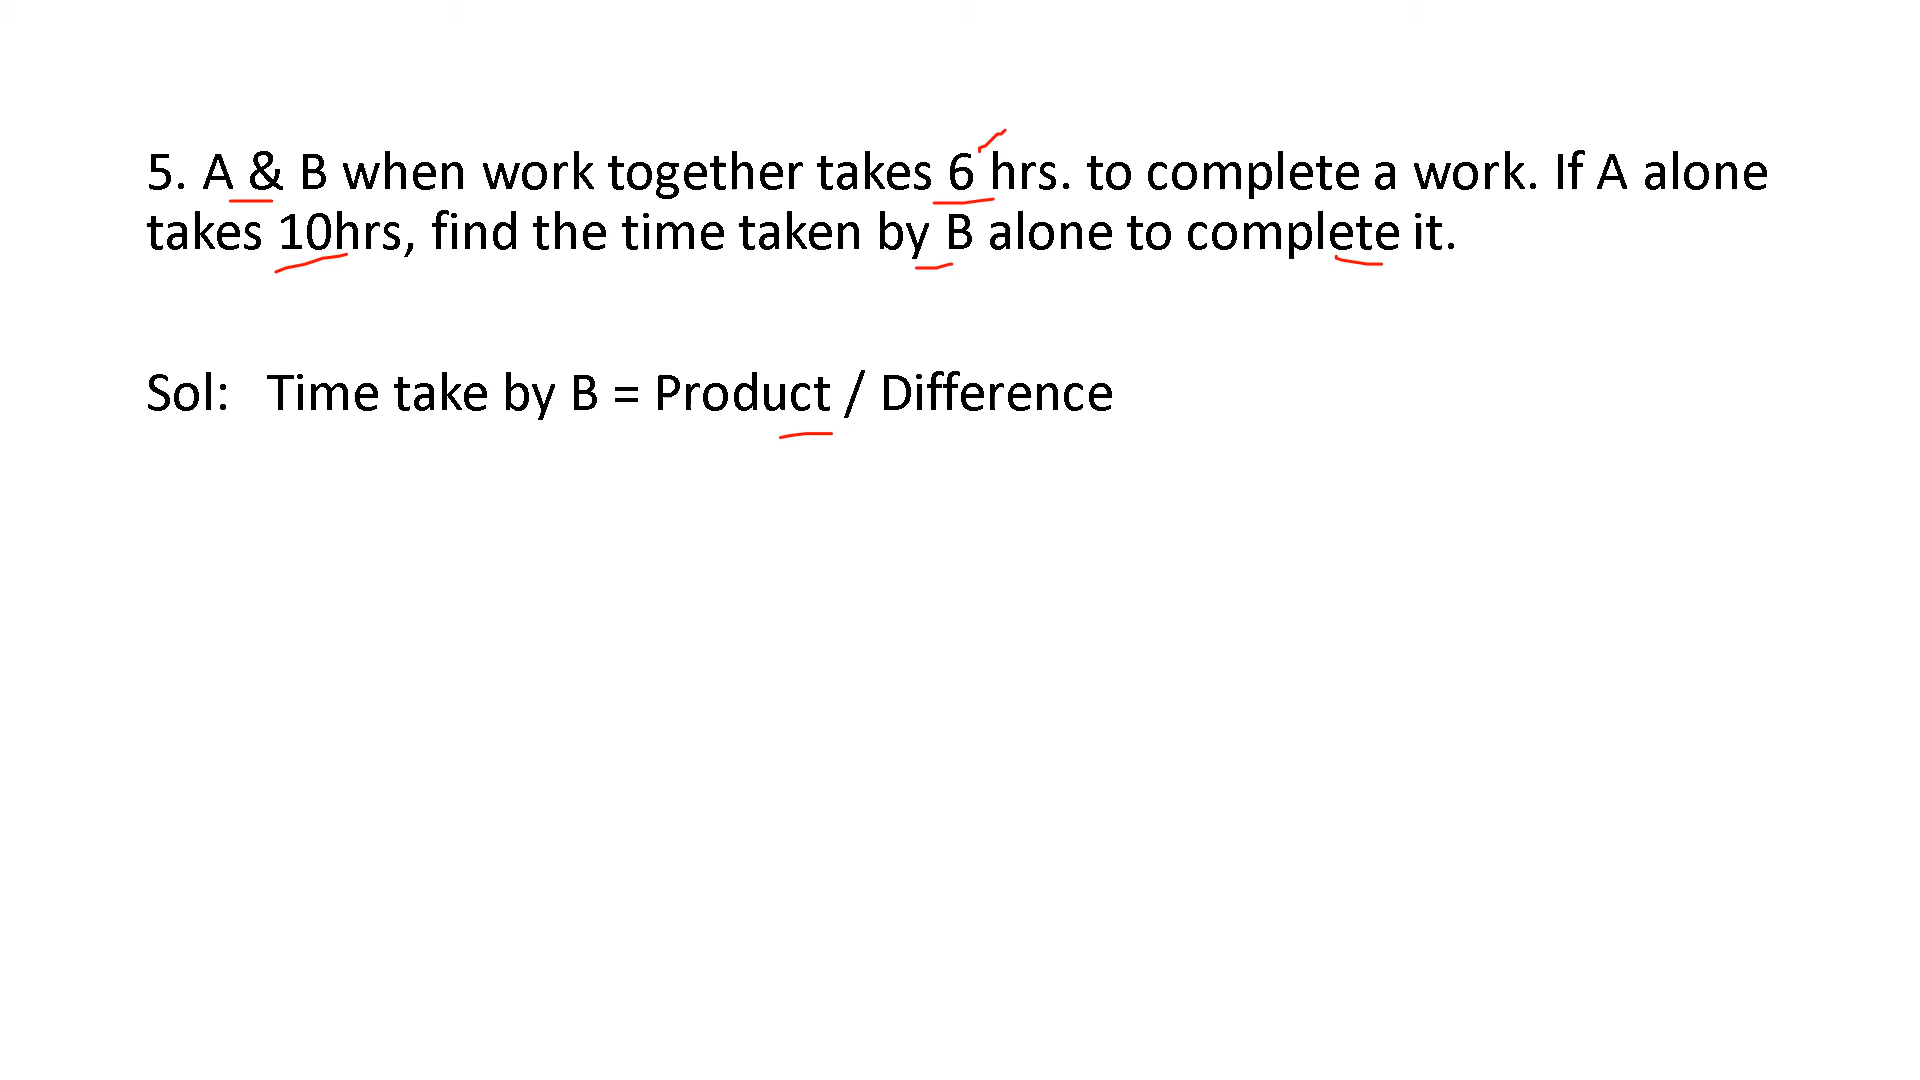 5. A & B when work together takes 6 hrs. to complete a work. If A alone
takes 10hrs, find the time taken by B alone to complete it.
Sol: Time take by B = Product / Difference